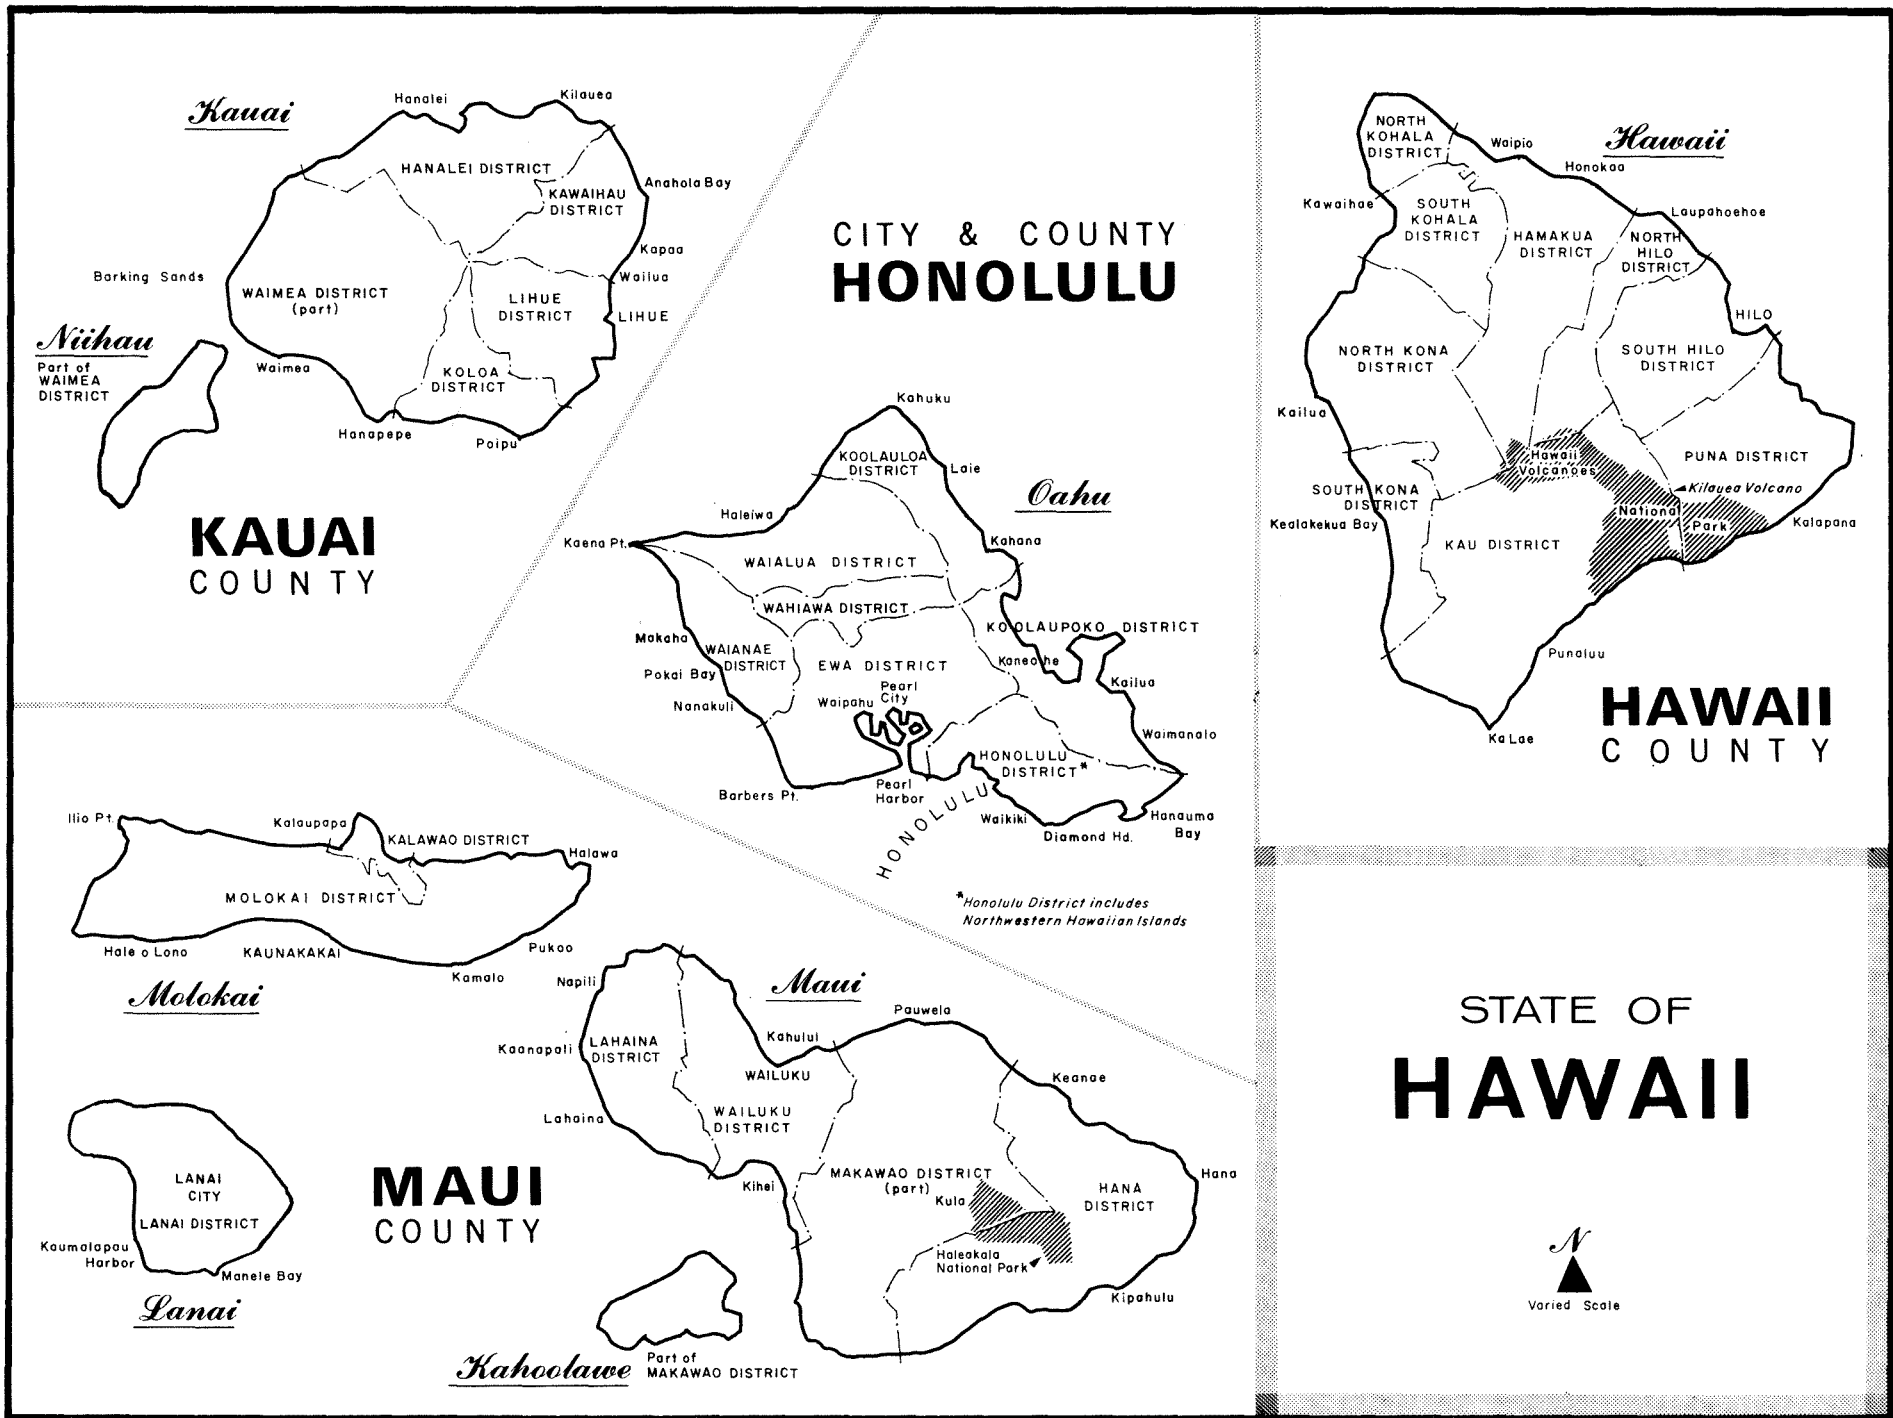 Kauai
Hanalei
Kilauea
HANALEI DISTRICT
KAWAIHAU
DISTRICT
Anahola Bay
Kapaa
Wailua
Barking Sands
WAIMEA DISTRICT
(part)
LIHUE
DISTRICT
LIHUE
Niihau
Part of
WAIMEA
DISTRICT
Waimea
KOLOA
DISTRICT
Hanapepe
Poipu
KAUAI
COUNTY
CITY & COUNTY
HONOLULU
Kahuku
KOOLAULOA
DISTRICT
Laie
Oahu
Haleiwa
Kaena Pt.
Kahana
WAIALUA DISTRICT
WAHIAWA DISTRICT
KOOLAUPOKO DISTRICT
Makaha
WAIANAE
DISTRICT
EWA DISTRICT
Kaneohe
Pokai Bay
Pearl
City
Kailua
Nanakuli
Waipahu
Waimanalo
HONOLULU
DISTRICT*
Barbers Pt.
Pearl
Harbor
HONOLULU
Waikiki
Diamond Hd.
Hanauma
Bay
*Honolulu District includes
Northwestern Hawaiian Islands
NORTH
KOHALA
DISTRICT
Waipio
Hawaii
Honokaa
Kawaihae
SOUTH
KOHALA
DISTRICT
Laupahoehoe
HAMAKUA
DISTRICT
NORTH
HILO
DISTRICT
HILO
NORTH KONA
DISTRICT
SOUTH HILO
DISTRICT
Kailua
Hawaii
Volcanoes
PUNA DISTRICT
SOUTH KONA
DISTRICT
Kilauea Volcano
National
Park
Kealakekua Bay
Kalapana
KAU DISTRICT
Punaluu
Ka Lae
HAWAII
COUNTY
Ilio Pt.
Kalaupapa
KALAWAO DISTRICT
Halawa
MOLOKAI DISTRICT
Hale o Lono
KAUNAKAKAI
Pukoo
Kamalo
Molokai
Napili
Maui
Pauwela
Kaanapali
LAHAINA
DISTRICT
Kahului
WAILUKU
Keanae
Lahaina
WAILUKU
DISTRICT
Kihei
MAKAWAO DISTRICT
(part)
Kula
HANA
DISTRICT
Hana
Haleakala
National Park
Kipahulu
LANAI
CITY
LANAI DISTRICT
Kaumalapau
Harbor
Manele Bay
Lanai
MAUI
COUNTY
Kahoolawe
Part of
MAKAWAO DISTRICT
STATE OF
HAWAII
N
Varied Scale